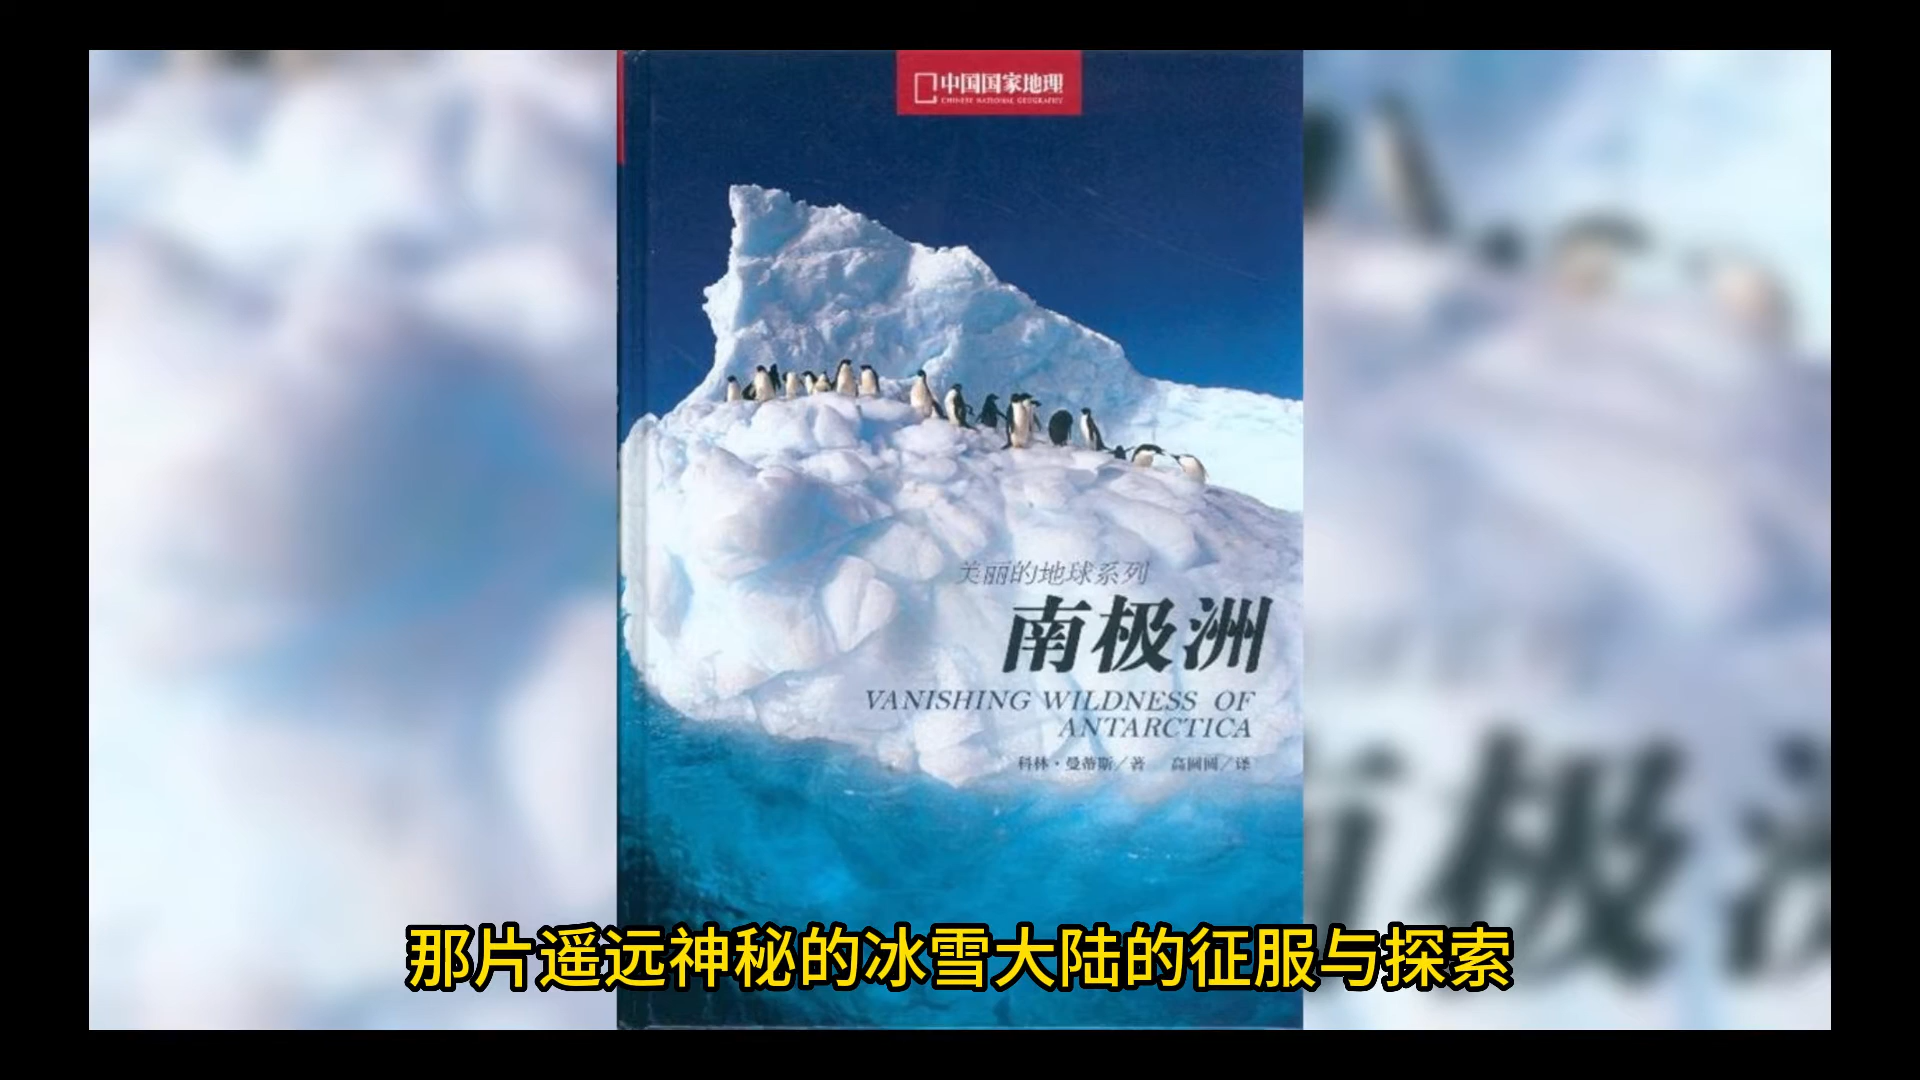 中国国家地理
CHINESE NATIONAL GEOGRAPHY
美丽的地球系列
南极洲
VANISHING WILDNESS OF
ANTARCTICA
科林·曼蒂斯/著 高圆圆/译
那片遥远神秘的冰雪大陆的征服与探索